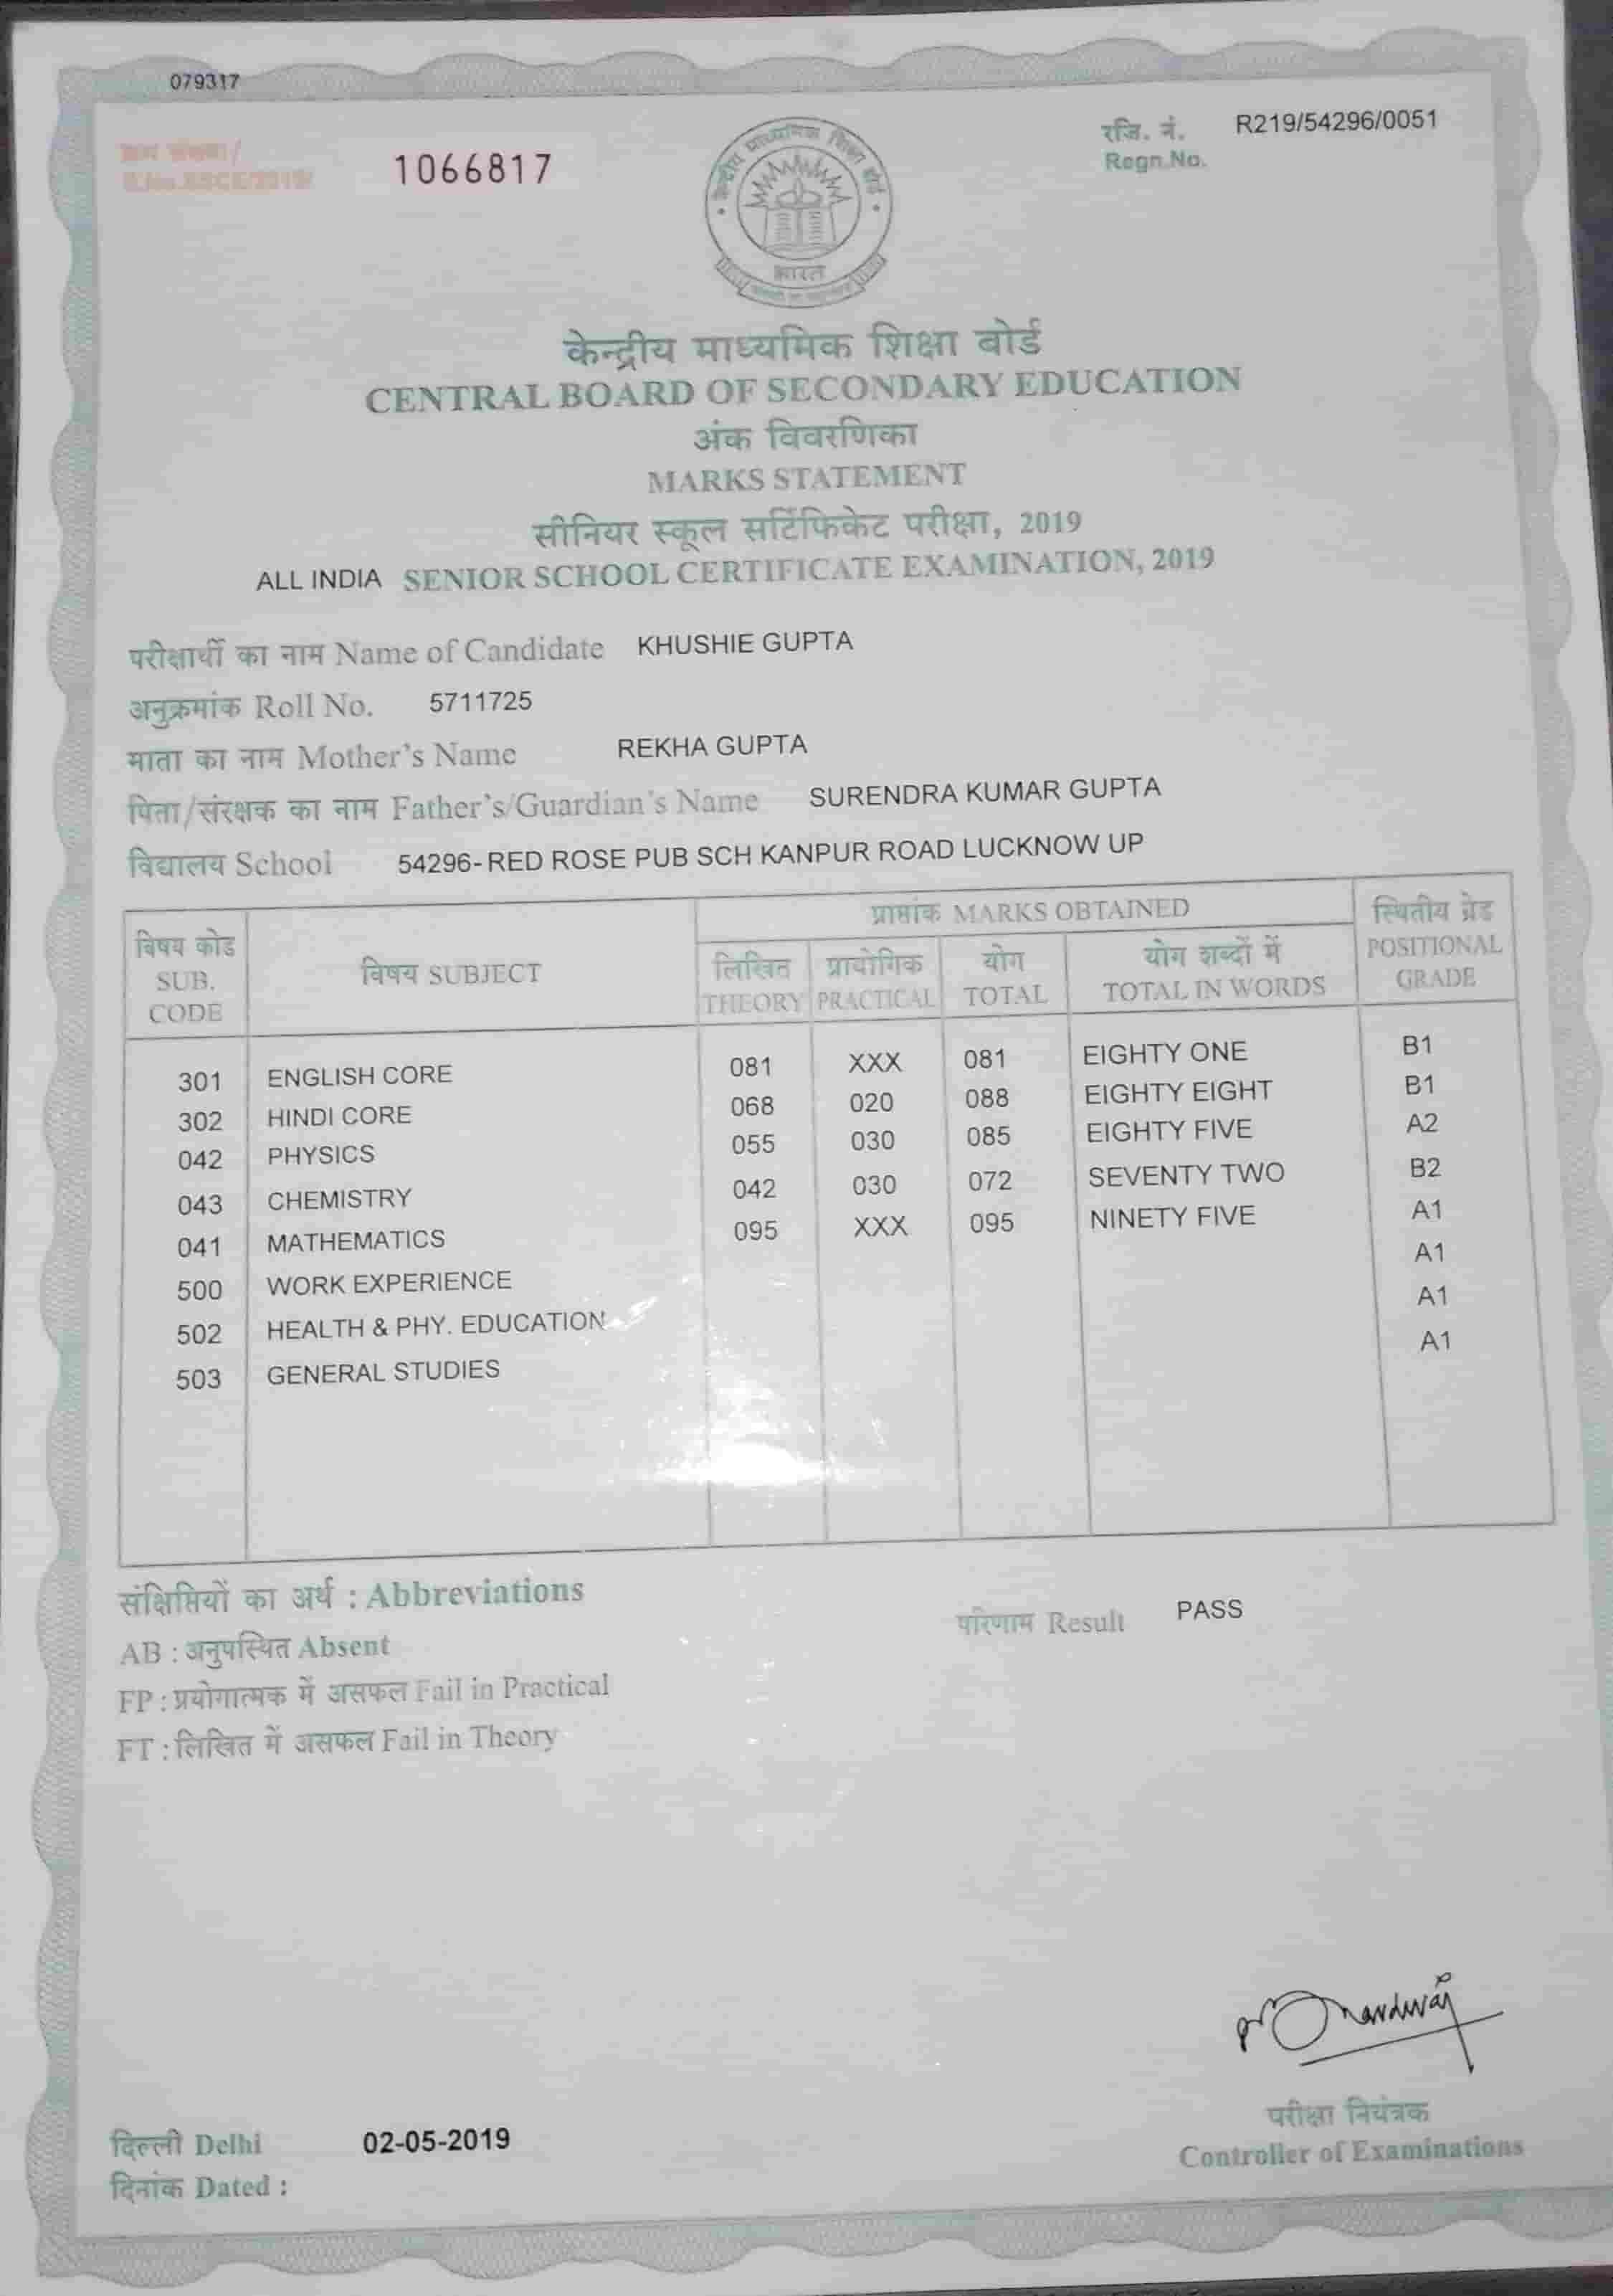 079317
1066817
रजि. नं. R219/54296/0051
Regn.No.
केन्द्रीय माध्यमिक शिक्षा बोर्ड
भारत
केन्द्रीय माध्यमिक शिक्षा बोर्ड
CENTRAL BOARD OF SECONDARY EDUCATION
अंक विवरणिका
MARKS STATEMENT
सीनियर स्कूल सर्टिफिकेट परीक्षा, 2019
ALL INDIA SENIOR SCHOOL CERTIFICATE EXAMINATION, 2019
परीक्षार्थी का नाम Name of Candidate KHUSHIE GUPTA
अनुक्रमांक Roll No. 5711725
माता का नाम Mother's Name REKHA GUPTA
पिता/संरक्षक का नाम Father's/Guardian's Name SURENDRA KUMAR GUPTA
विद्यालय School 54296-RED ROSE PUB SCH KANPUR ROAD LUCKNOW UP
विषय कोड SUB. CODE विषय SUBJECT प्राप्तांक MARKS OBTAINED स्थितीय ग्रेड POSITIONAL GRADE
लिखित THEORY प्रायोगिक PRACTICAL योग TOTAL योग शब्दों में TOTAL IN WORDS
301 ENGLISH CORE 081 XXX 081 EIGHTY ONE B1
302 HINDI CORE 068 020 088 EIGHTY EIGHT B1
042 PHYSICS 055 030 085 EIGHTY FIVE A2
043 CHEMISTRY 042 030 072 SEVENTY TWO B2
041 MATHEMATICS 095 XXX 095 NINETY FIVE A1
500 WORK EXPERIENCE A1
502 HEALTH & PHY. EDUCATION A1
503 GENERAL STUDIES A1
संक्षिप्तियों का अर्थ : Abbreviations
परिणाम Result PASS
AB : अनुपस्थित Absent
FP : प्रयोगात्मक में असफल Fail in Practical
FT : लिखित में असफल Fail in Theory
परीक्षा नियंत्रक
Controller of Examinations
दिल्ली Delhi 02-05-2019
दिनांक Dated :